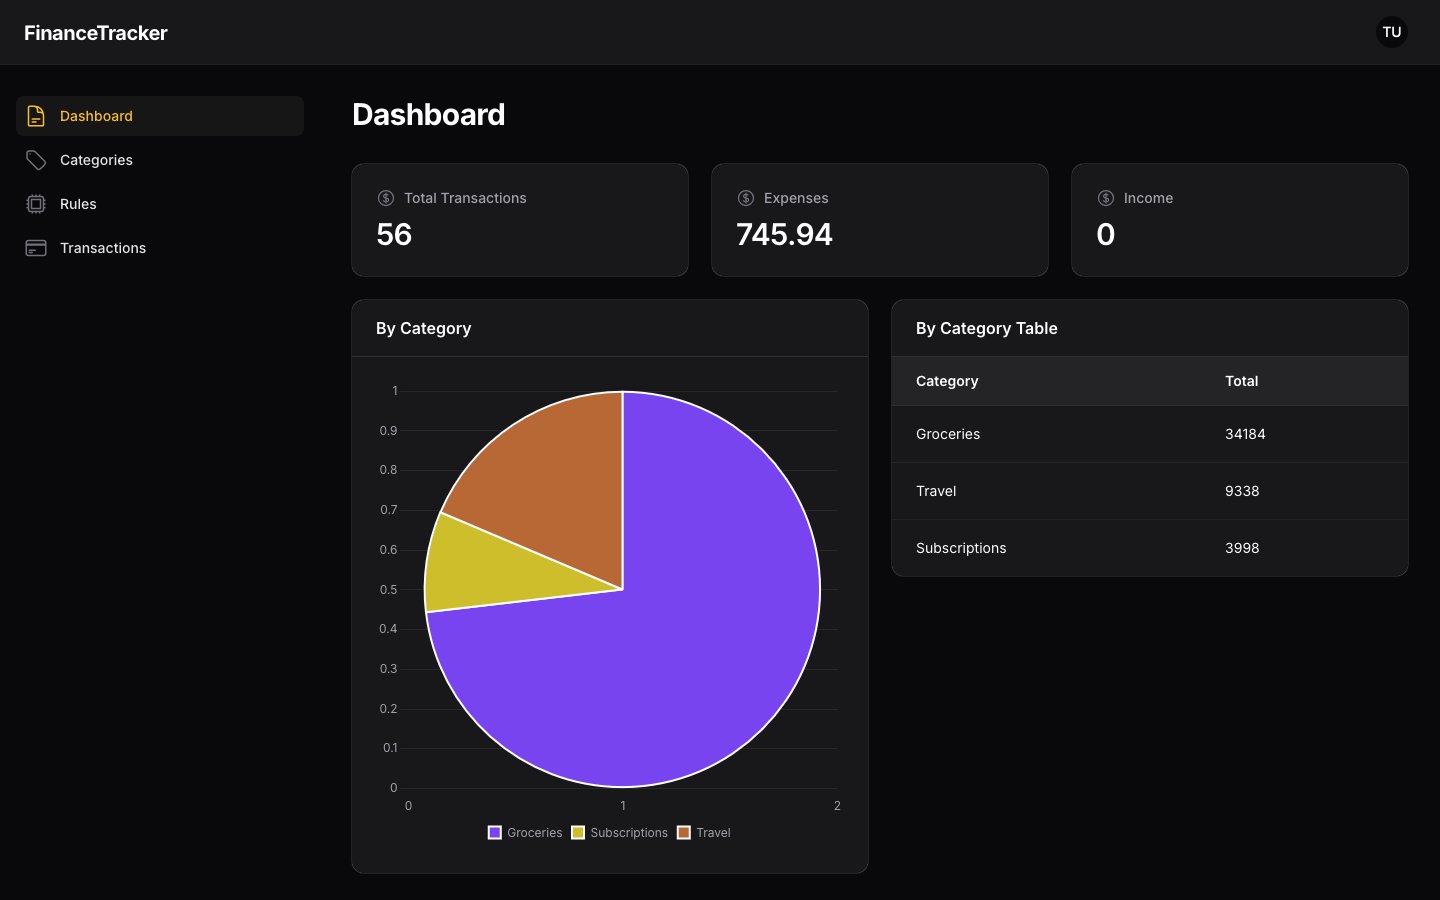 FinanceTracker
TU
Dashboard
Categories
Rules
Transactions
Dashboard
Total Transactions
56
Expenses
745.94
Income
0
By Category
1
0.9
0.8
0.7
0.6
0.5
0.4
0.3
0.2
0.1
0
0 1 2
Groceries Subscriptions Travel
By Category Table
Category Total
Groceries 34184
Travel 9338
Subscriptions 3998